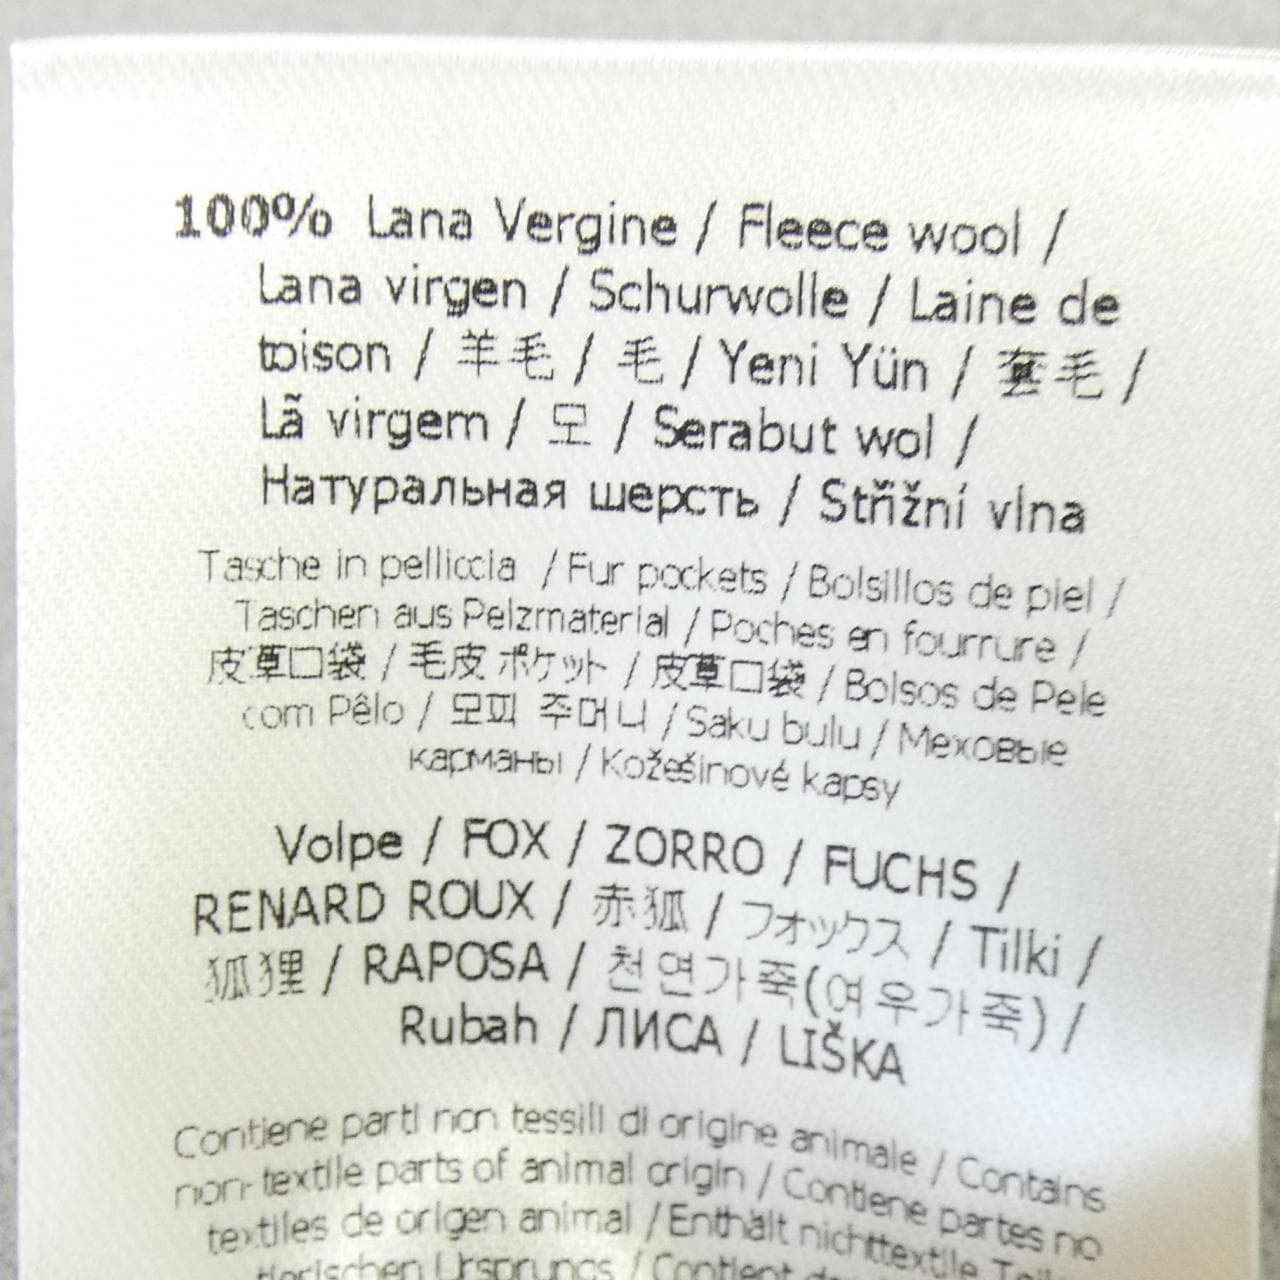 100% Lana Vergine / Fleece wool /
Lana virgen / Schurwolle / Laine de
toison / 羊毛 / 毛 / Yeni Yün / 套毛 /
Lã virgem / 모 / Serabut wol /
Натуральная шерсть / Střižní vlna
Tasche in pelliccia / Fur pockets / Bolsillos de piel /
Taschen aus Pelzmaterial / Poches en fourrure /
皮草口袋 / 毛皮 ポケット / 皮草口袋 / Bolsos de Pele
com Pêlo / 모피 주머니 / Saku bulu / Меховые
карманы / Kožešinové kapsy
Volpe / FOX / ZORRO / FUCHS /
RENARD ROUX / 赤狐 / フォックス / Tilki /
狐狸 / RAPOSA / 천연가죽(여우가죽) /
Rubah / ЛИСА / LIŠKA
Contiene parti non tessili di origine animale / Contains
non-textile parts of animal origin / Contiene partes no
textiles de origen animal / Enthält nichttextile Teile
tierischen Ursprungs / Contient